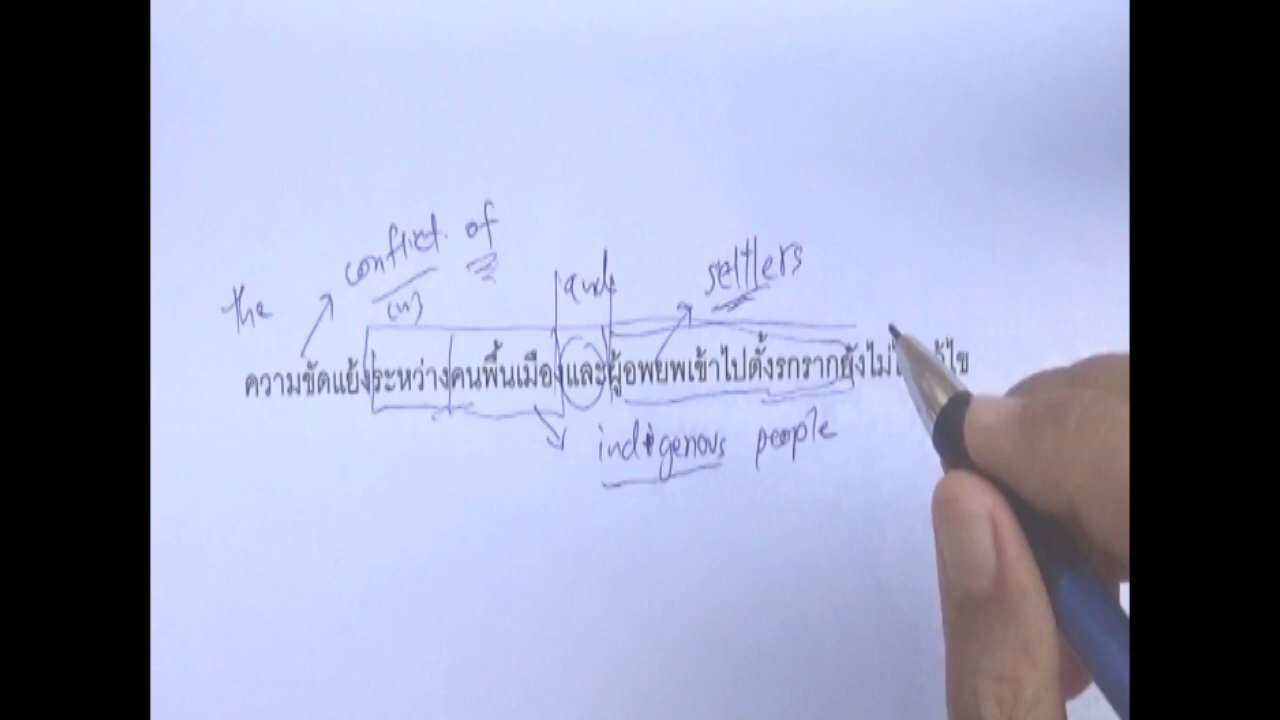 conflict of
the and settlers
(n)
ความขัดแย้งระหว่างคนพื้นเมืองและผู้อพยพเข้าไปตั้งรกรากยังไม่
indigenous people